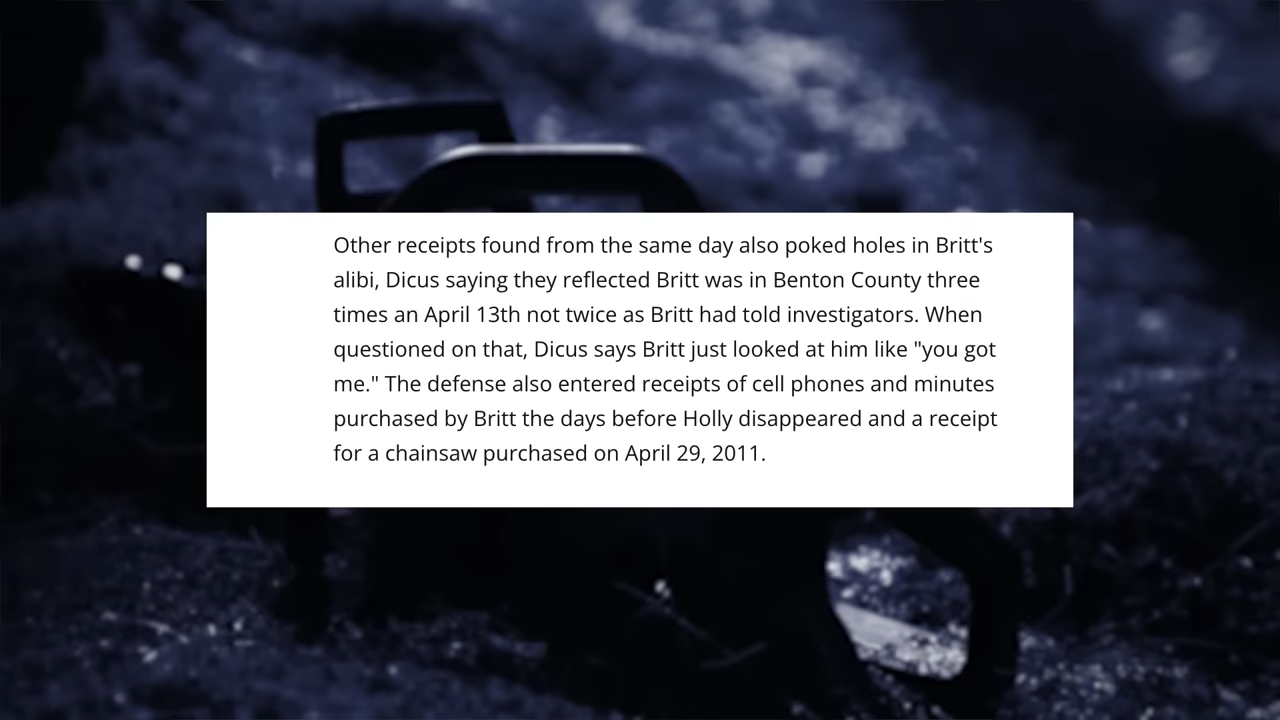 Other receipts found from the same day also poked holes in Britt's
alibi, Dicus saying they reflected Britt was in Benton County three
times an April 13th not twice as Britt had told investigators. When
questioned on that, Dicus says Britt just looked at him like "you got
me." The defense also entered receipts of cell phones and minutes
purchased by Britt the days before Holly disappeared and a receipt
for a chainsaw purchased on April 29, 2011.